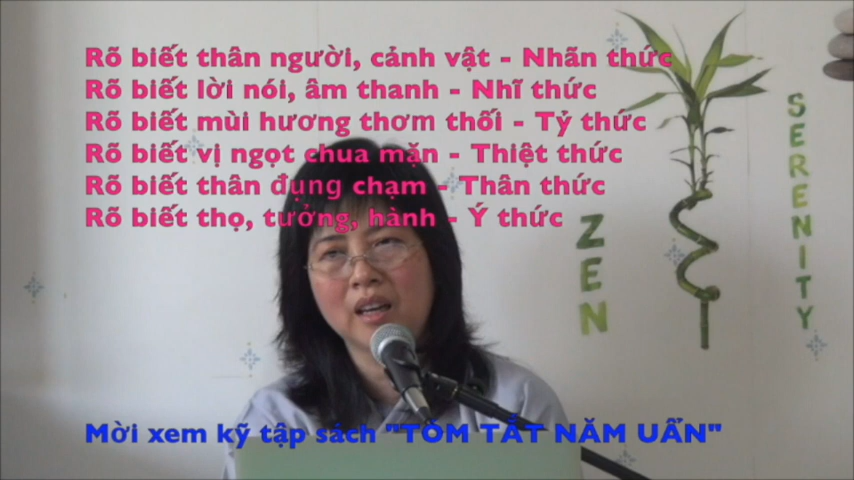 Rõ biết thân người, cảnh vật - Nhãn thức
Rõ biết lời nói, âm thanh - Nhĩ thức
Rõ biết mùi hương thơm thối - Tỷ thức
Rõ biết vị ngọt chua mặn - Thiệt thức
Rõ biết thân đụng chạm - Thân thức
Rõ biết thọ, tưởng, hành - Ý thức
ZEN
SERENITY
Mời xem kỹ tập sách "TÓM TẮT NĂM UẨN"